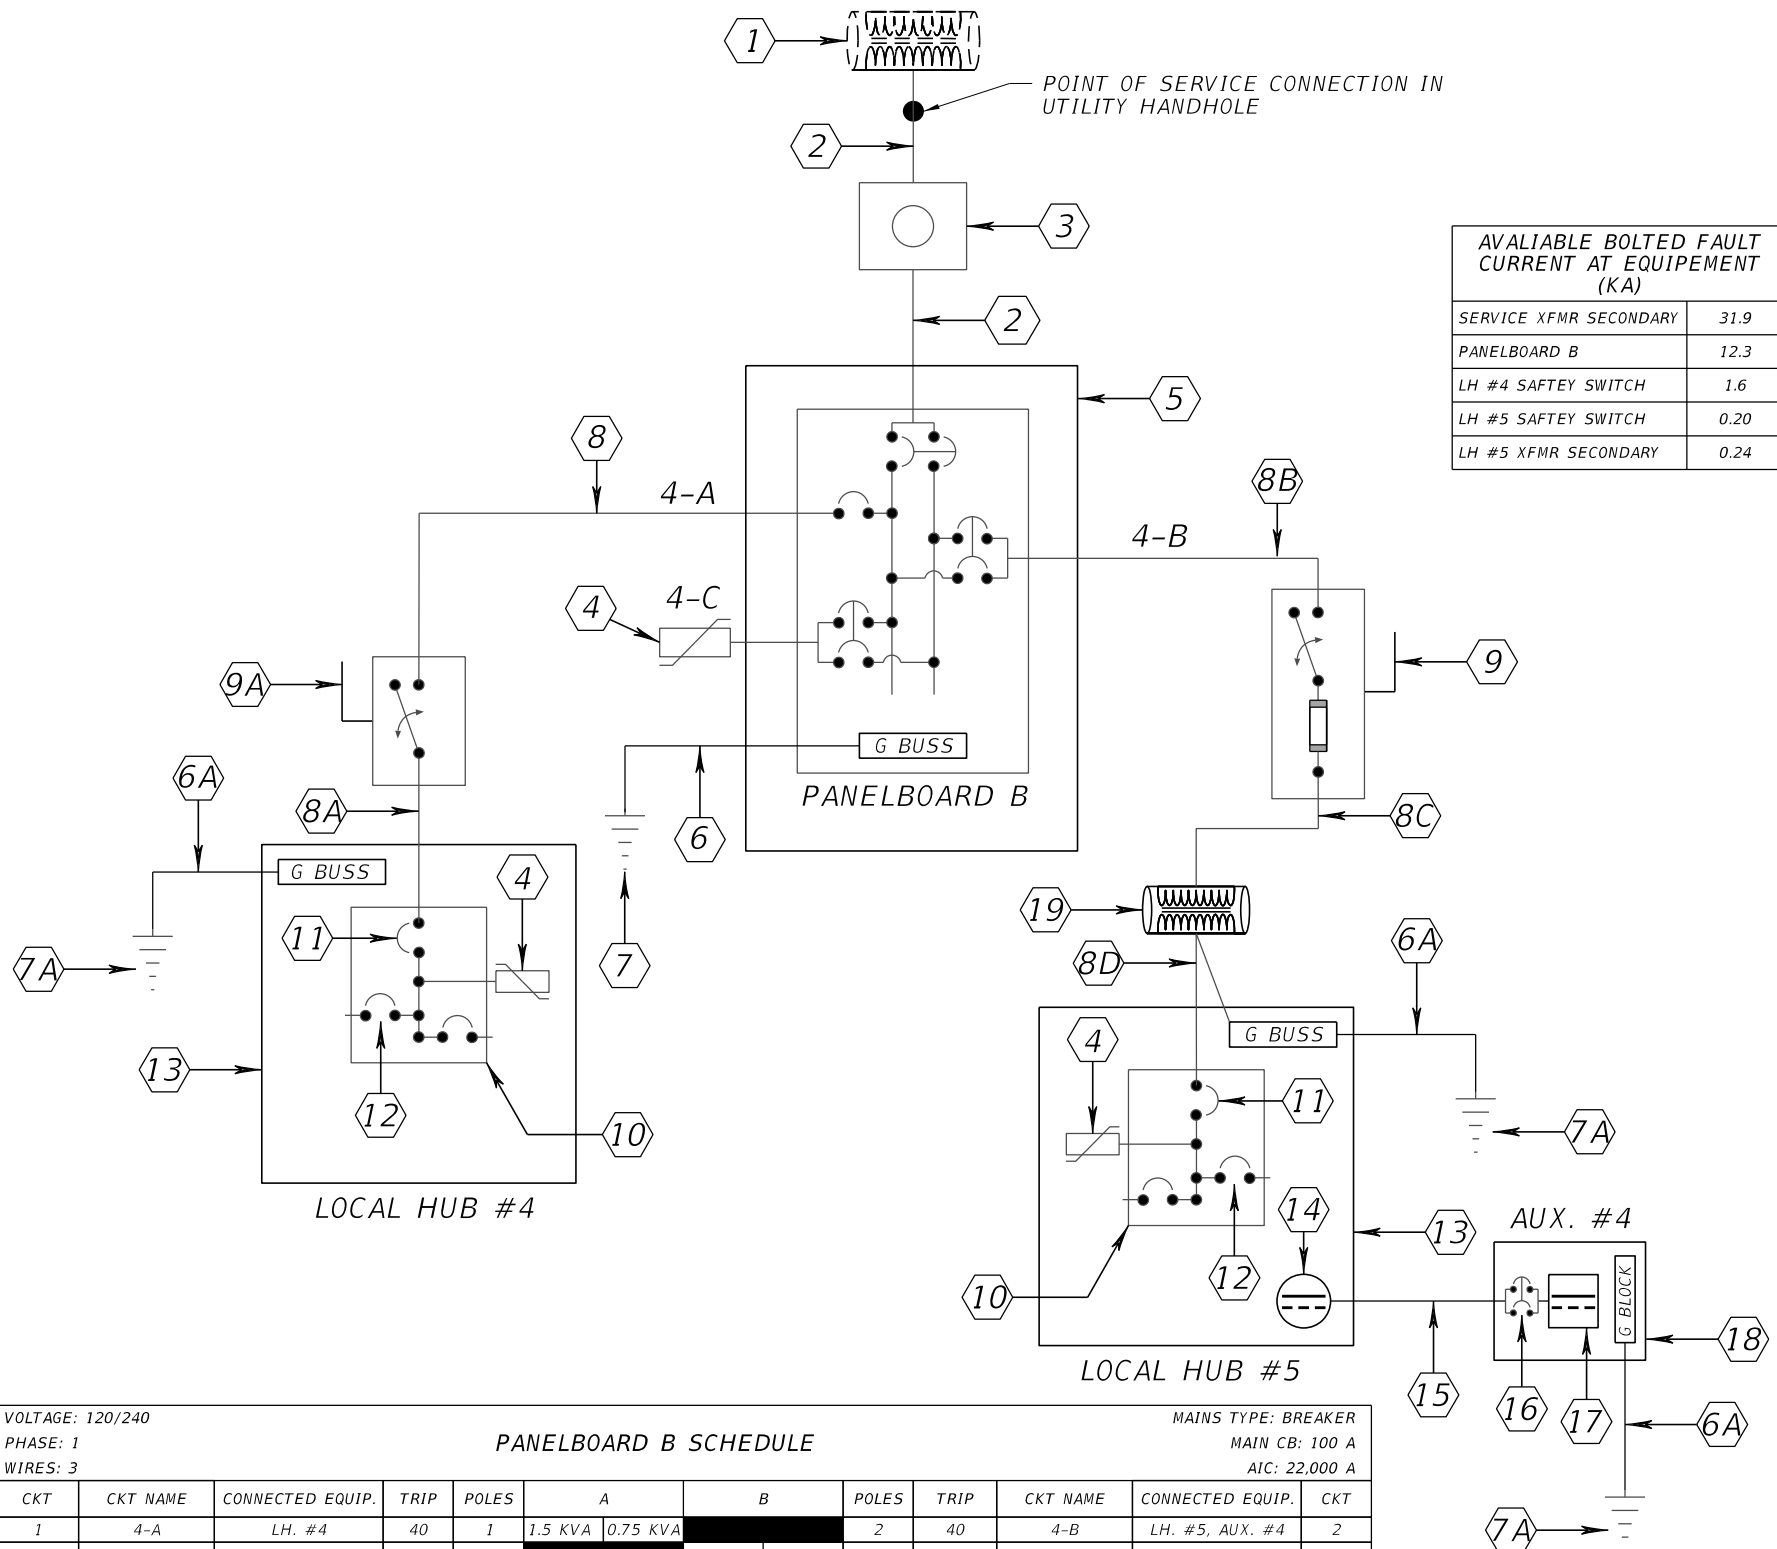 1
POINT OF SERVICE CONNECTION IN
UTILITY HANDHOLE
2
3
2
AVALIABLE BOLTED FAULT
CURRENT AT EQUIPEMENT
(KA)
SERVICE XFMR SECONDARY 31.9
PANELBOARD B 12.3
LH #4 SAFTEY SWITCH 1.6
LH #5 SAFTEY SWITCH 0.20
LH #5 XFMR SECONDARY 0.24
5
8
4-A
8B
4-B
4
4-C
9A
9
G BUSS
PANELBOARD B
6A
8A
6
8C
G BUSS
4
11
7A
7
19
8D
6A
G BUSS
4
13
12
10
11
7A
LOCAL HUB #4
14
13
AUX. #4
12
10
G BLOCK
18
LOCAL HUB #5
15
16
17
6A
7A
VOLTAGE: 120/240
PHASE: 1
WIRES: 3
PANELBOARD B SCHEDULE
MAINS TYPE: BREAKER
MAIN CB: 100 A
AIC: 22,000 A
CKT CKT NAME CONNECTED EQUIP. TRIP POLES A B POLES TRIP CKT NAME CONNECTED EQUIP. CKT
1 4-A LH. #4 40 1 1.5 KVA 0.75 KVA 2 40 4-B LH. #5, AUX. #4 2